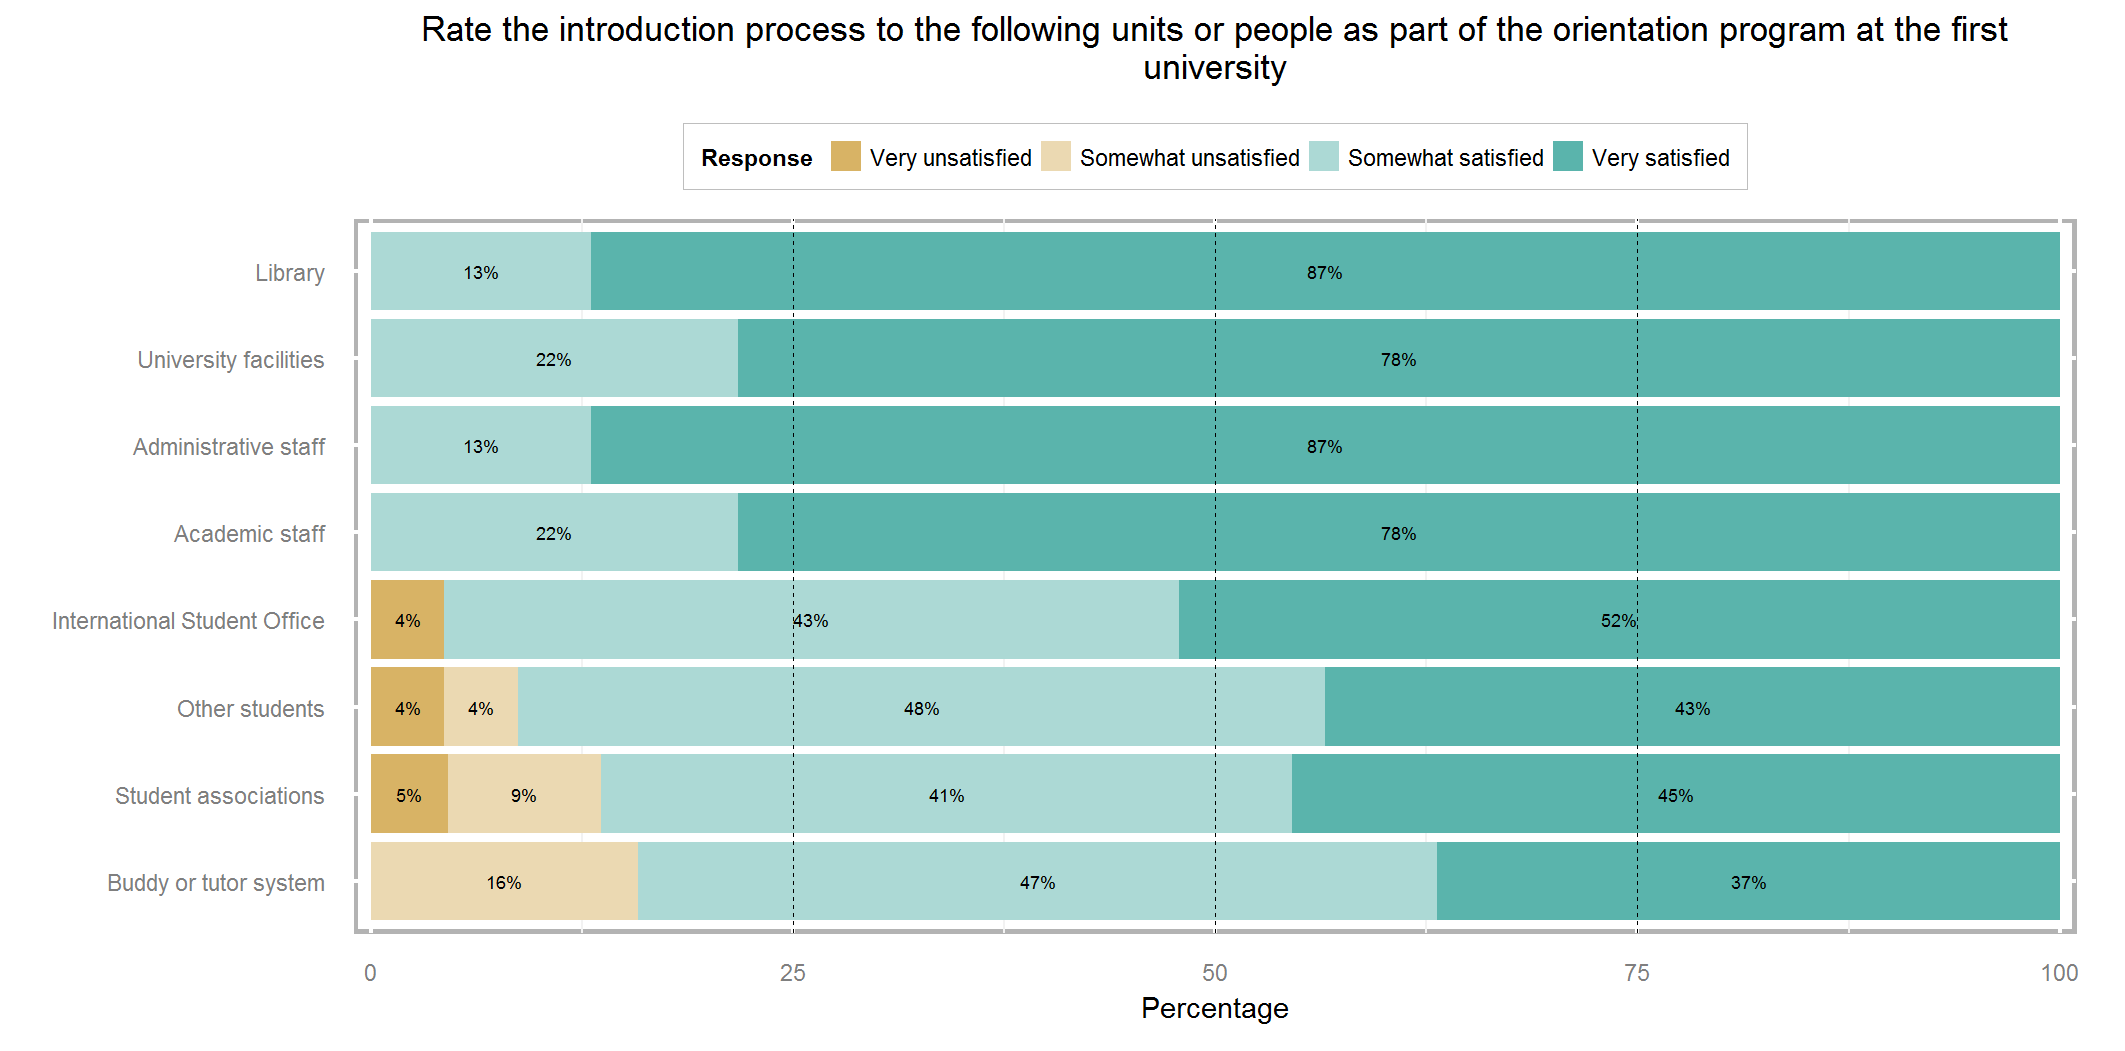 Rate the introduction process to the following units or people as part of the orientation program at the first
university
Response Very unsatisfied Somewhat unsatisfied Somewhat satisfied Very satisfied
Library 13% 87%
University facilities 22% 78%
Administrative staff 13% 87%
Academic staff 22% 78%
International Student Office 4% 43% 52%
Other students 4% 4% 48% 43%
Student associations 5% 9% 41% 45%
Buddy or tutor system 16% 47% 37%
0 25 50 75 100
Percentage